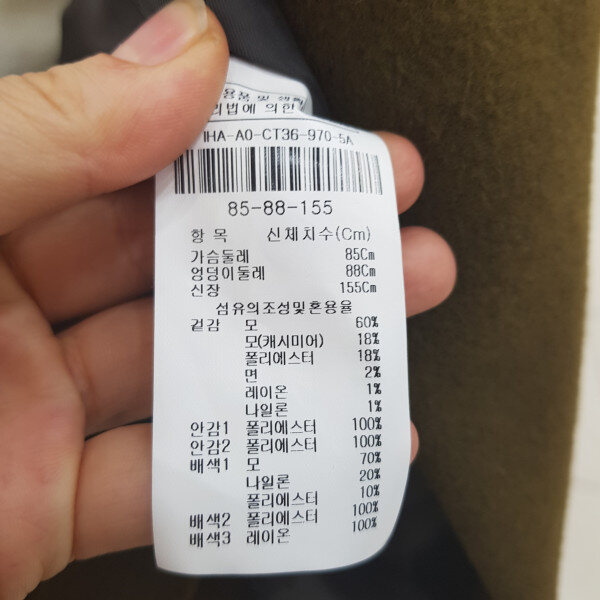 용품 및 생활
리법에 의한
IHA-A0-CT36-970-5A
85-88-155
항 목 신체치수(Cm)
가슴둘레 85Cm
엉덩이둘레 88Cm
신장 155Cm
섬유의조성및혼용율
겉감 모 60%
모(캐시미어) 18%
폴리에스터 18%
면 2%
레이온 1%
나일론 1%
안감1 폴리에스터 100%
안감2 폴리에스터 100%
배색1 모 70%
나일론 20%
폴리에스터 10%
배색2 폴리에스터 100%
배색3 레이온 100%